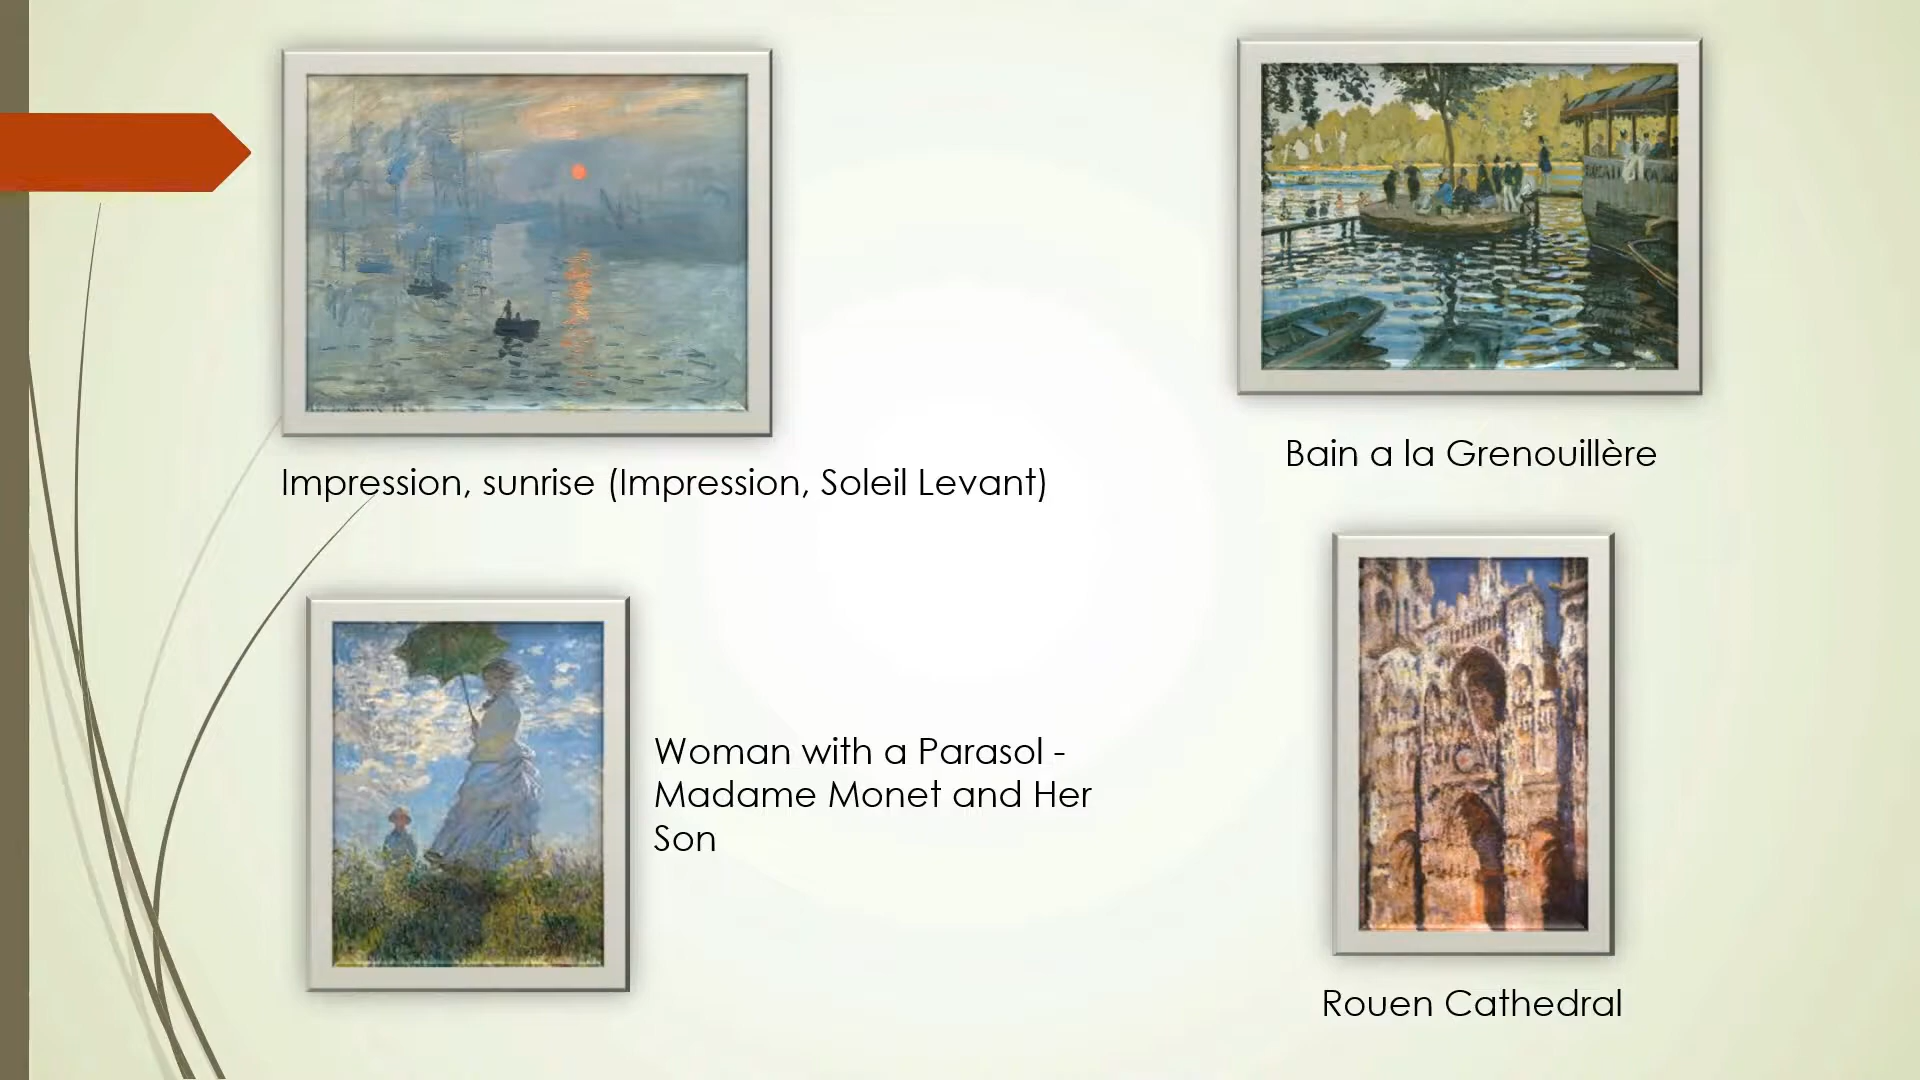 Impression, sunrise (Impression, Soleil Levant)
Bain a la Grenouillère
Woman with a Parasol -
Madame Monet and Her
Son
Rouen Cathedral